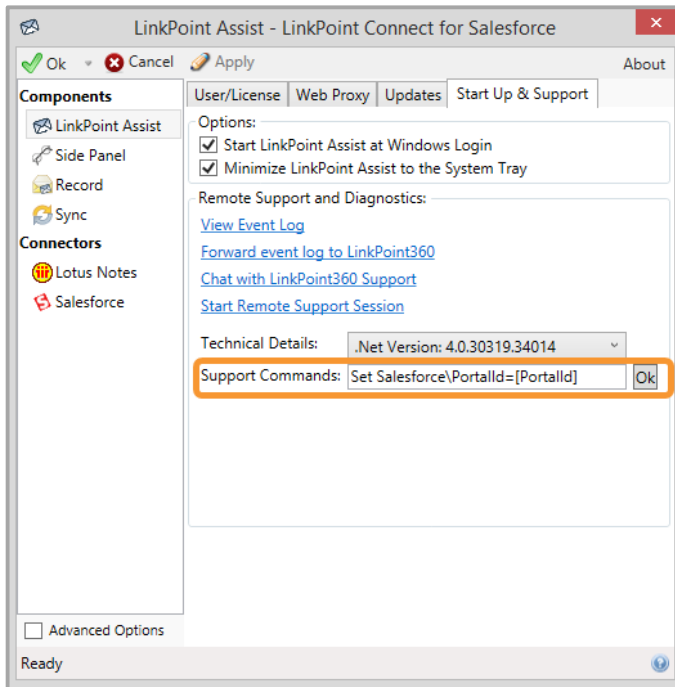 LinkPoint Assist - LinkPoint Connect for Salesforce
Ok Cancel Apply About
Components
LinkPoint Assist
Side Panel
Record
Sync
Connectors
Lotus Notes
Salesforce
User/License Web Proxy Updates Start Up & Support
Options:
Start LinkPoint Assist at Windows Login
Minimize LinkPoint Assist to the System Tray
Remote Support and Diagnostics:
View Event Log
Forward event log to LinkPoint360
Chat with LinkPoint360 Support
Start Remote Support Session
Technical Details: .Net Version: 4.0.30319.34014
Support Commands: Set Salesforce\PortalId=[PortalId] Ok
Advanced Options
Ready